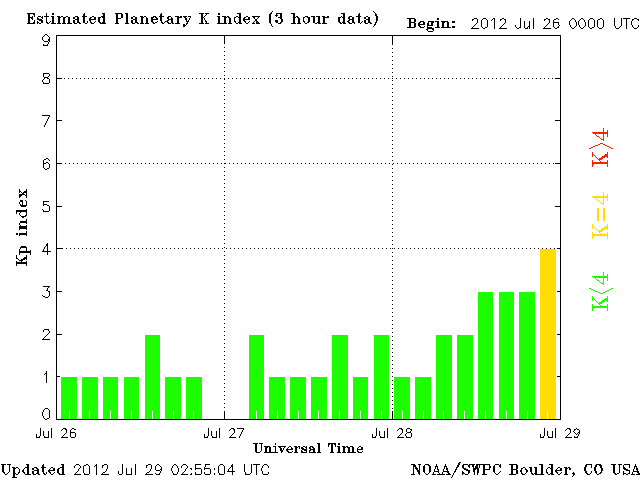 Estimated Planetary K index (3 hour data)
Begin: 2012 Jul 26 0000 UTC
9
8
7
6
5
4
3
2
1
0
Kp index
Jul 26
Jul 27
Jul 28
Jul 29
Universal Time
K>4
K=4
K<4
Updated 2012 Jul 29 02:55:04 UTC
NOAA/SWPC Boulder, CO USA